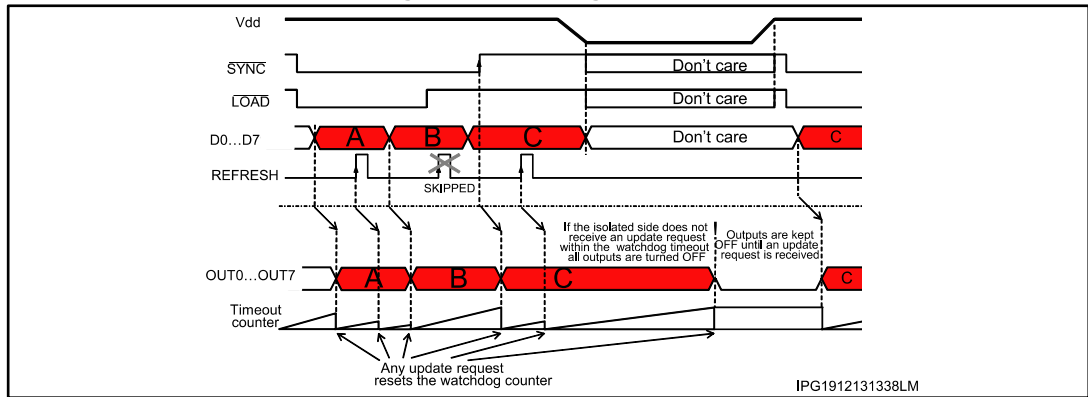 Vdd
SYNC
Don't care
LOAD
Don't care
D0...D7
A
B
C
Don't care
C
REFRESH
SKIPPED
If the isolated side does not
receive an update request
within the watchdog timeout
all outputs are turned OFF
Outputs are kept
OFF until an update
request is received
OUT0...OUT7
A
B
C
C
Timeout
counter
Any update request
resets the watchdog counter
IPG1912131338LM